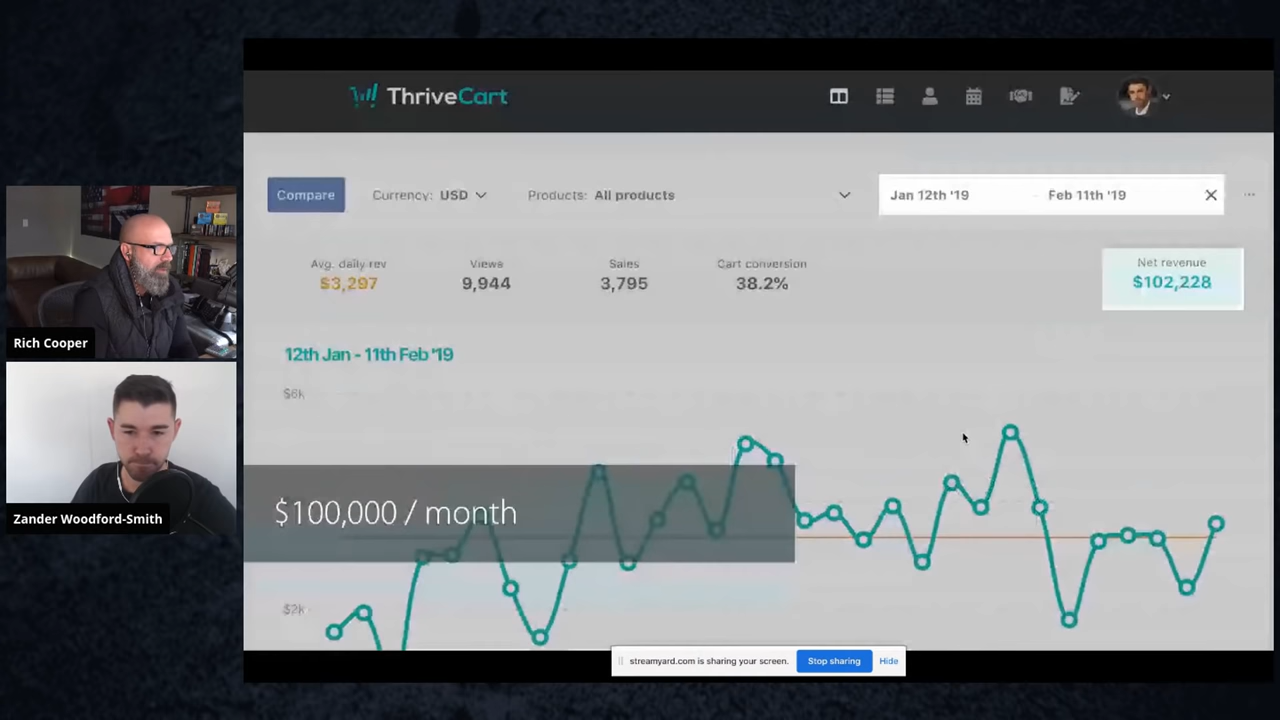 ThriveCart
Compare
Currency: USD
Products: All products
Jan 12th '19 - Feb 11th '19
Avg. daily rev
$3,297
Views
9,944
Sales
3,795
Cart conversion
38.2%
Net revenue
$102,228
12th Jan - 11th Feb '19
$6k
$100,000 / month
$2k
Rich Cooper
Zander Woodford-Smith
streamyard.com is sharing your screen.
Stop sharing
Hide